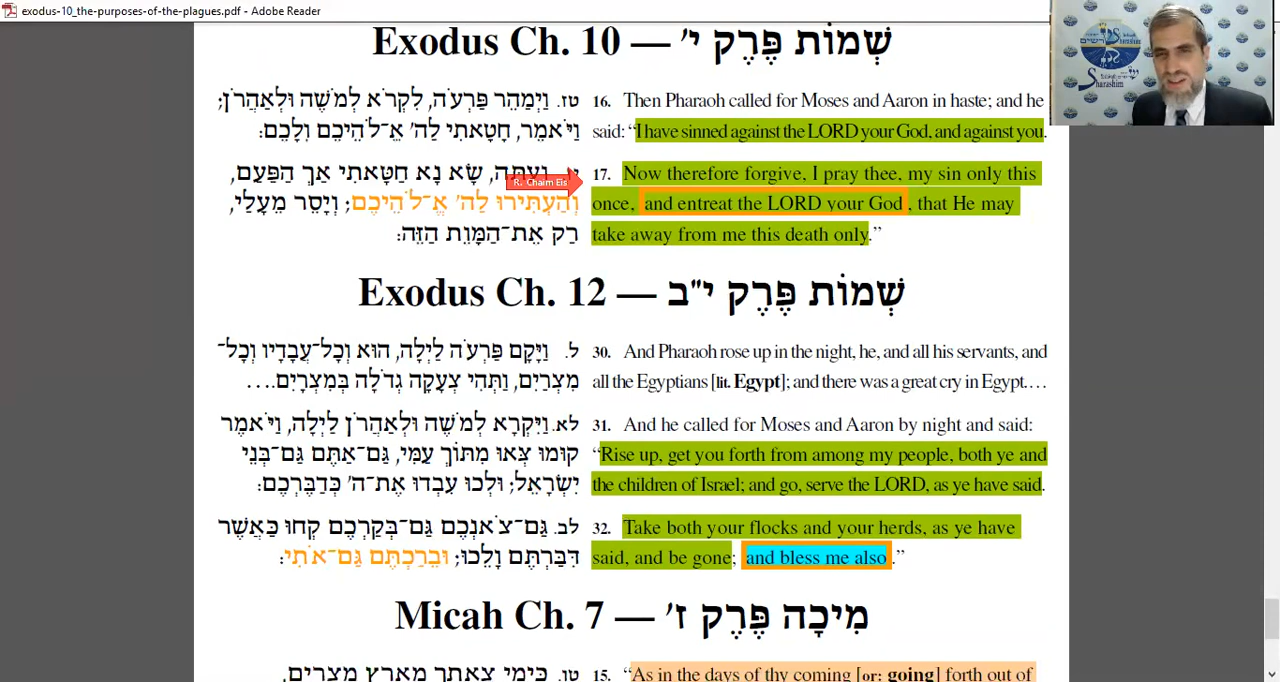 exodus-10_the-purposes-of-the-plagues.pdf - Adobe Reader
Exodus Ch. 10 — שְׁמוֹת פֶּרֶק י׳
טז. וַיְמַהֵר פַּרְעֹה, לִקְרֹא לְמֹשֶׁה וּלְאַהֲרֹן;
וַיֹּאמֶר, חָטָאתִי לַה' אֱ-לֹהֵיכֶם וְלָכֶם:
16. Then Pharaoh called for Moses and Aaron in haste; and he
said: “I have sinned against the LORD your God, and against you.
וְעַתָּה, שָׂא נָא חַטָּאתִי אַךְ הַפַּעַם,
וְהַעְתִּירוּ לַה' אֱ-לֹהֵיכֶם; וְיָסֵר מֵעָלַי,
רַק אֶת־הַמָּוֶת הַזֶּה:
R. Chaim Eis
17. Now therefore forgive, I pray thee, my sin only this
once, and entreat the LORD your God, that He may
take away from me this death only.”
Exodus Ch. 12 — שְׁמוֹת פֶּרֶק י״ב
ל. וַיָּקָם פַּרְעֹה לַיְלָה, הוּא וְכָל־עֲבָדָיו וְכָל־
מִצְרַיִם, וַתְּהִי צְעָקָה גְדֹלָה בְּמִצְרָיִם....
30. And Pharaoh rose up in the night, he, and all his servants, and
all the Egyptians [lit. Egypt]; and there was a great cry in Egypt.…
לא. וַיִּקְרָא לְמֹשֶׁה וּלְאַהֲרֹן לַיְלָה, וַיֹּאמֶר
קוּמוּ צְּאוּ מִתּוֹךְ עַמִּי, גַּם־אַתֶּם גַּם־בְּנֵי
יִשְׂרָאֵל; וּלְכוּ עִבְדוּ אֶת־ה' כְּדַבֶּרְכֶם:
31. And he called for Moses and Aaron by night and said:
“Rise up, get you forth from among my people, both ye and
the children of Israel; and go, serve the LORD, as ye have said.
לב. גַּם־צֹאנְכֶם גַּם־בְּקַרְכֶם קְחוּ כַּאֲשֶׁר
דִּבַּרְתֶּם וָלֵכוּ; וּבֵרַכְתֶּם גַּם־אֹתִי:
32. Take both your flocks and your herds, as ye have
said, and be gone; and bless me also.”
Micah Ch. 7 — מִיכָה פֶּרֶק ז׳
טו. כִּימֵי צֵאתְךָ מֵאֶרֶץ מִצְרָיִם,
15. “As in the days of thy coming [or: going] forth out of